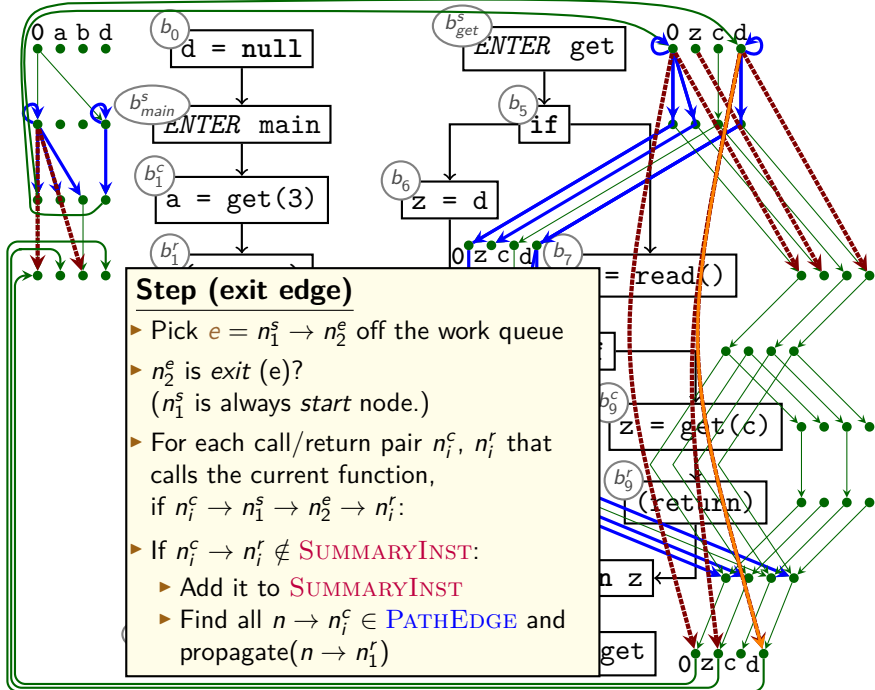 0 a b d
b₀
d = null
bˢget
ENTER get
0 z c d
bˢmain
ENTER main
b₅
if
bᶜ₁
a = get(3)
b₆
z = d
bʳ₁
0 z c d
b₇
= read()
Step (exit edge)
▶ Pick e = nˢ₁ → nᵉ₂ off the work queue
▶ nᵉ₂ is exit (e)?
(nˢ₁ is always start node.)
▶ For each call/return pair nᶜᵢ, nʳᵢ that
calls the current function,
if nᶜᵢ → nˢ₁ → nᵉ₂ → nʳᵢ:
▶ If nᶜᵢ → nʳᵢ ∉ SUMMARYINST:
▶ Add it to SUMMARYINST
▶ Find all n → nᶜᵢ ∈ PATHEDGE and
propagate(n → nʳ₁)
bᶜ₉
z = get(c)
bʳ₉
(return)
n z
get
0 z c d